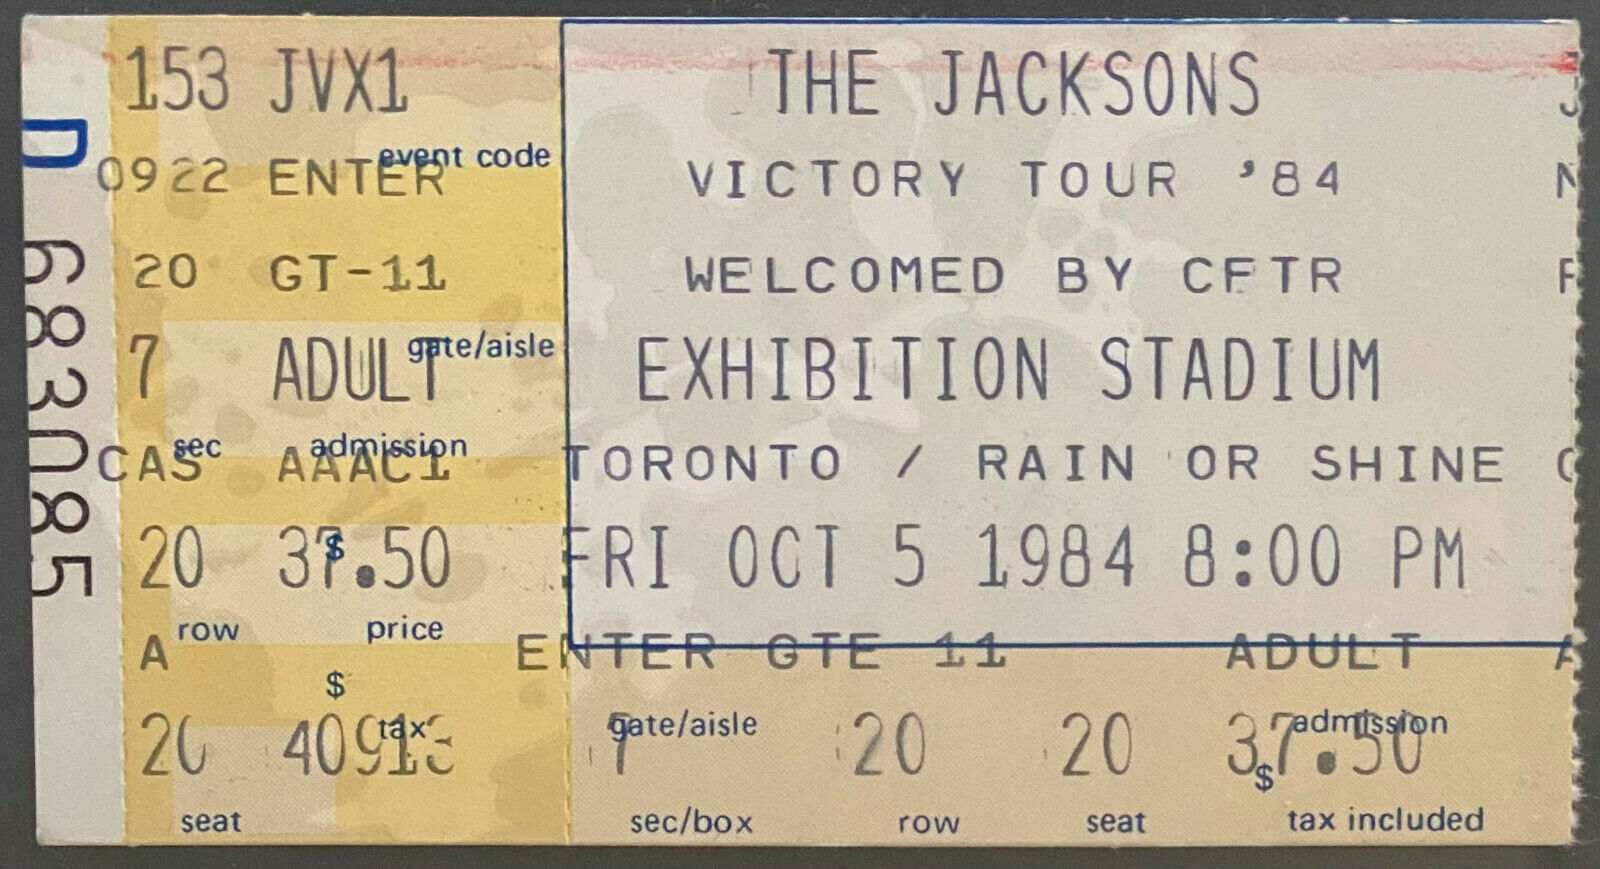 D 683085
153 JVX1
event code
0922 ENTER
20 GT-11
gate/aisle
7 ADULT
sec admission
CAS AAAC1
20 $ 37.50
row price
A
$
tax
seat
THE JACKSONS
VICTORY TOUR '84
WELCOMED BY CFTR
EXHIBITION STADIUM
TORONTO / RAIN OR SHINE
FRI OCT 5 1984 8:00 PM
ENTER GTE 11 ADULT
gate/aisle admission
7 20 20 $ 37.50
sec/box row seat tax included